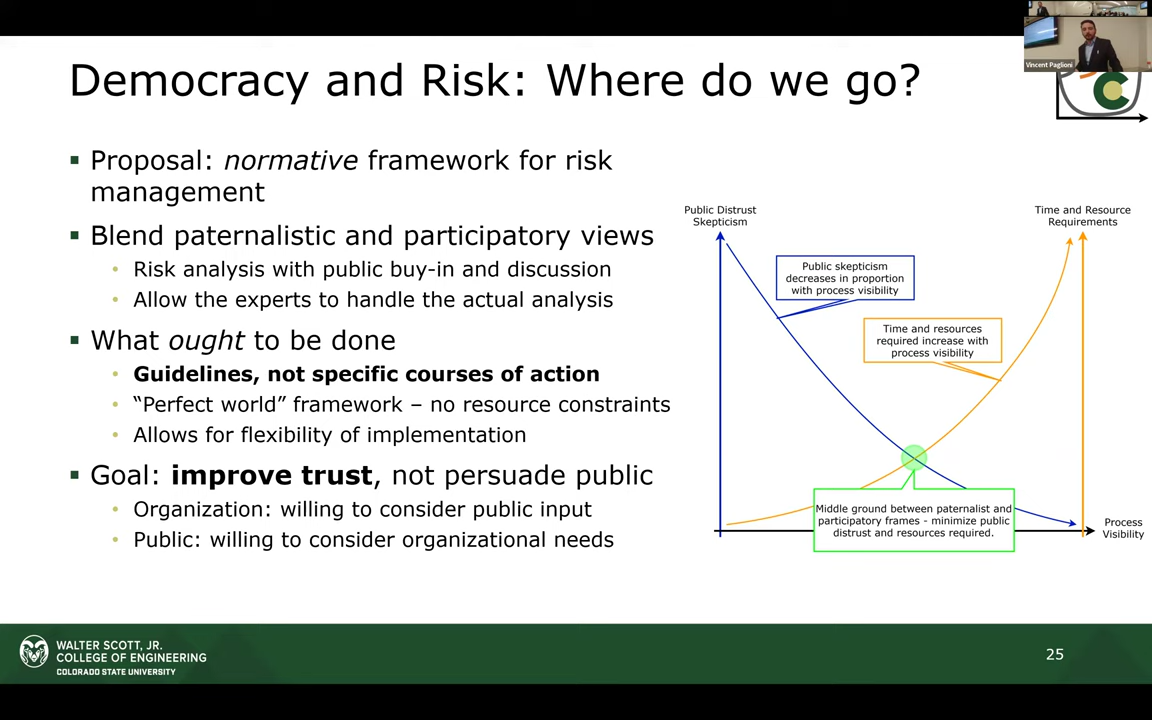 Vincent Paglioni
Democracy and Risk: Where do we go?
C
Proposal: normative framework for risk
management
Blend paternalistic and participatory views
Risk analysis with public buy-in and discussion
Allow the experts to handle the actual analysis
What ought to be done
Guidelines, not specific courses of action
“Perfect world” framework – no resource constraints
Allows for flexibility of implementation
Goal: improve trust, not persuade public
Organization: willing to consider public input
Public: willing to consider organizational needs
Public Distrust
Skepticism
Time and Resource
Requirements
Public skepticism
decreases in proportion
with process visibility
Time and resources
required increase with
process visibility
Middle ground between paternalist and
participatory frames - minimize public
distrust and resources required.
Process
Visibility
WALTER SCOTT, JR.
COLLEGE OF ENGINEERING
COLORADO STATE UNIVERSITY
25